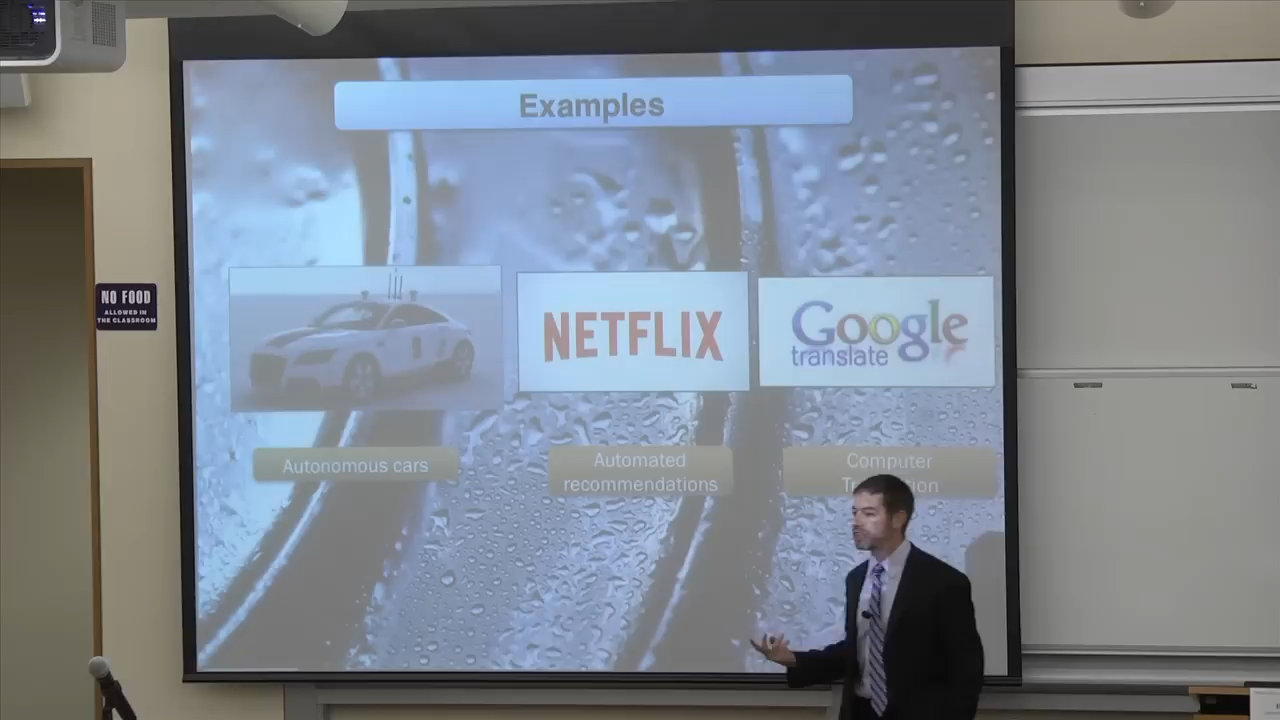 Examples
NO FOOD
ALLOWED IN
THE CLASSROOM
NETFLIX
Google
translate
Autonomous cars
Automated
recommendations
Computer